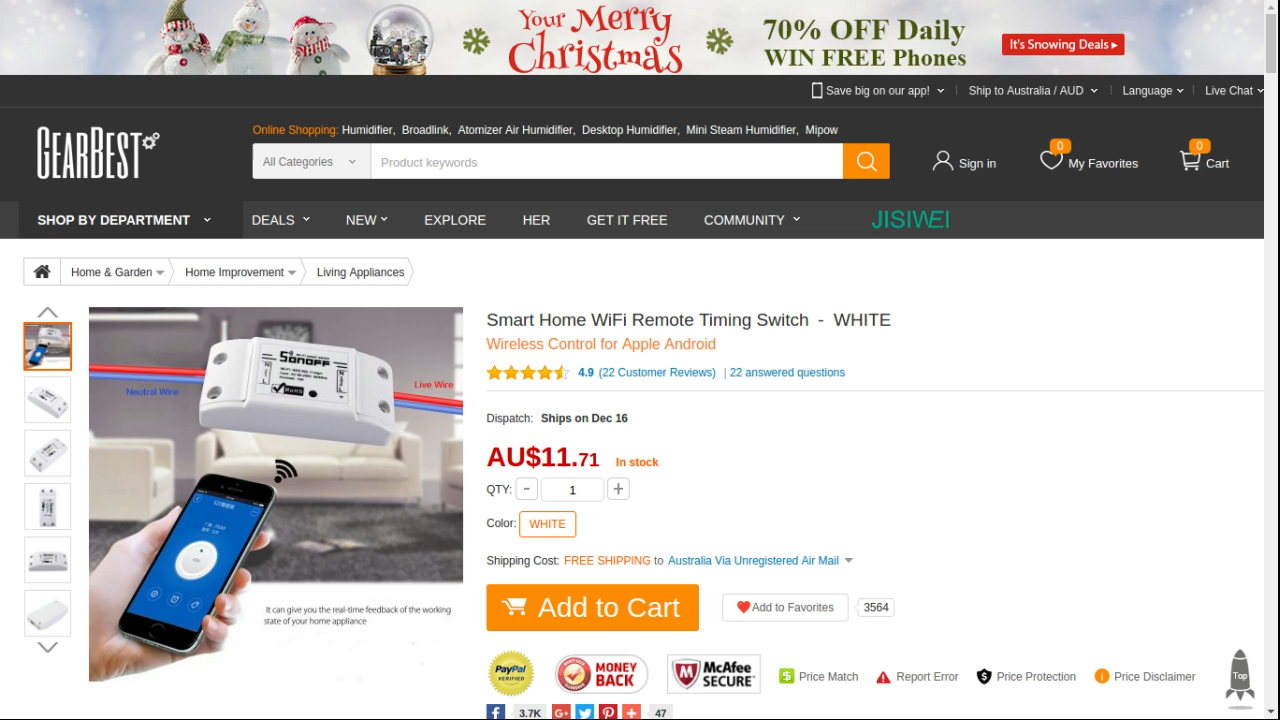 Your Merry
Christmas
70% OFF Daily
WIN FREE Phones
It's Snowing Deals
Save big on our app!
Ship to Australia / AUD
Language
Live Chat
GEARBEST
Online Shopping: Humidifier, Broadlink, Atomizer Air Humidifier, Desktop Humidifier, Mini Steam Humidifier, Mipow
All Categories
Product keywords
Sign in
0
My Favorites
0
Cart
SHOP BY DEPARTMENT
DEALS
NEW
EXPLORE
HER
GET IT FREE
COMMUNITY
JISIWEI
Home & Garden
Home Improvement
Living Appliances
Neutral Wire
Live Wire
SONOFF
RoHS
It can give you the real-time feedback of the working
state of your home appliance
Smart Home WiFi Remote Timing Switch - WHITE
Wireless Control for Apple Android
4.9 (22 Customer Reviews) | 22 answered questions
Dispatch: Ships on Dec 16
AU$11.71 In stock
QTY: - 1 +
Color: WHITE
Shipping Cost: FREE SHIPPING to Australia Via Unregistered Air Mail
Add to Cart
Add to Favorites
3564
PayPal
VERIFIED
MONEY
BACK
McAfee
SECURE
Price Match
Report Error
Price Protection
Price Disclaimer
Top
3.7K
G+
47